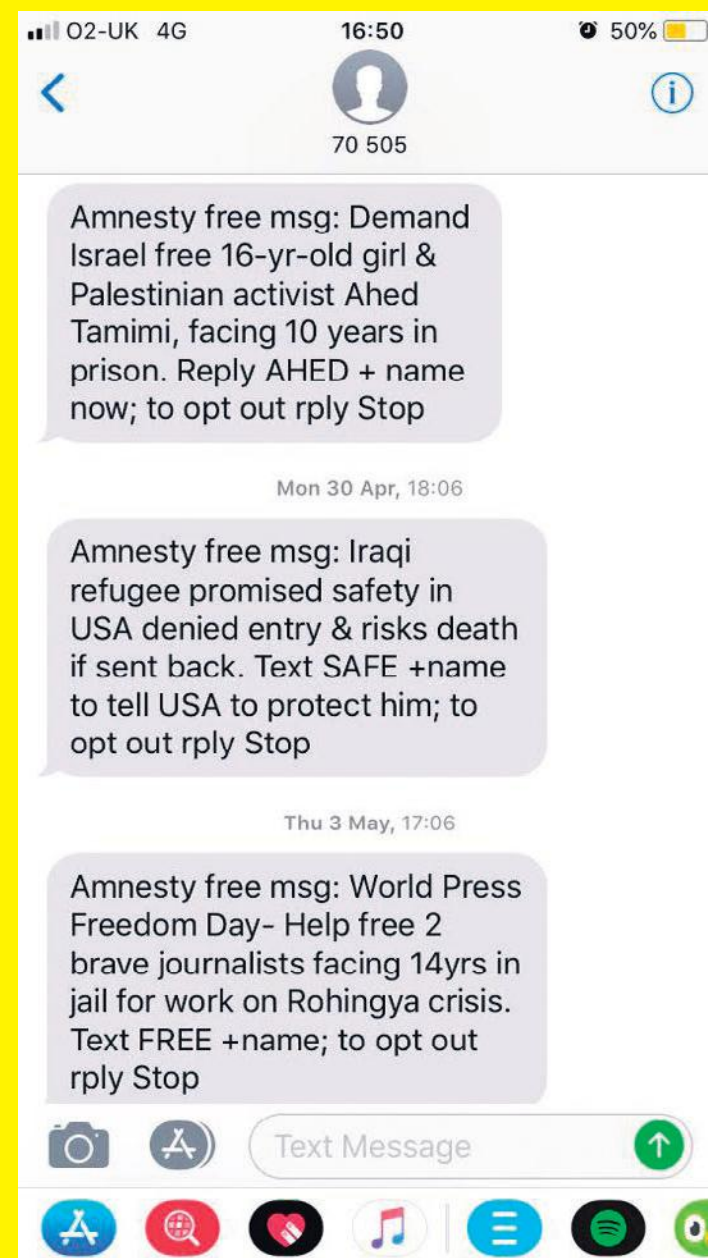 O2-UK 4G 16:50 50%
70 505
Amnesty free msg: Demand
Israel free 16-yr-old girl &
Palestinian activist Ahed
Tamimi, facing 10 years in
prison. Reply AHED + name
now; to opt out rply Stop
Mon 30 Apr, 18:06
Amnesty free msg: Iraqi
refugee promised safety in
USA denied entry & risks death
if sent back. Text SAFE +name
to tell USA to protect him; to
opt out rply Stop
Thu 3 May, 17:06
Amnesty free msg: World Press
Freedom Day- Help free 2
brave journalists facing 14yrs in
jail for work on Rohingya crisis.
Text FREE +name; to opt out
rply Stop
Text Message